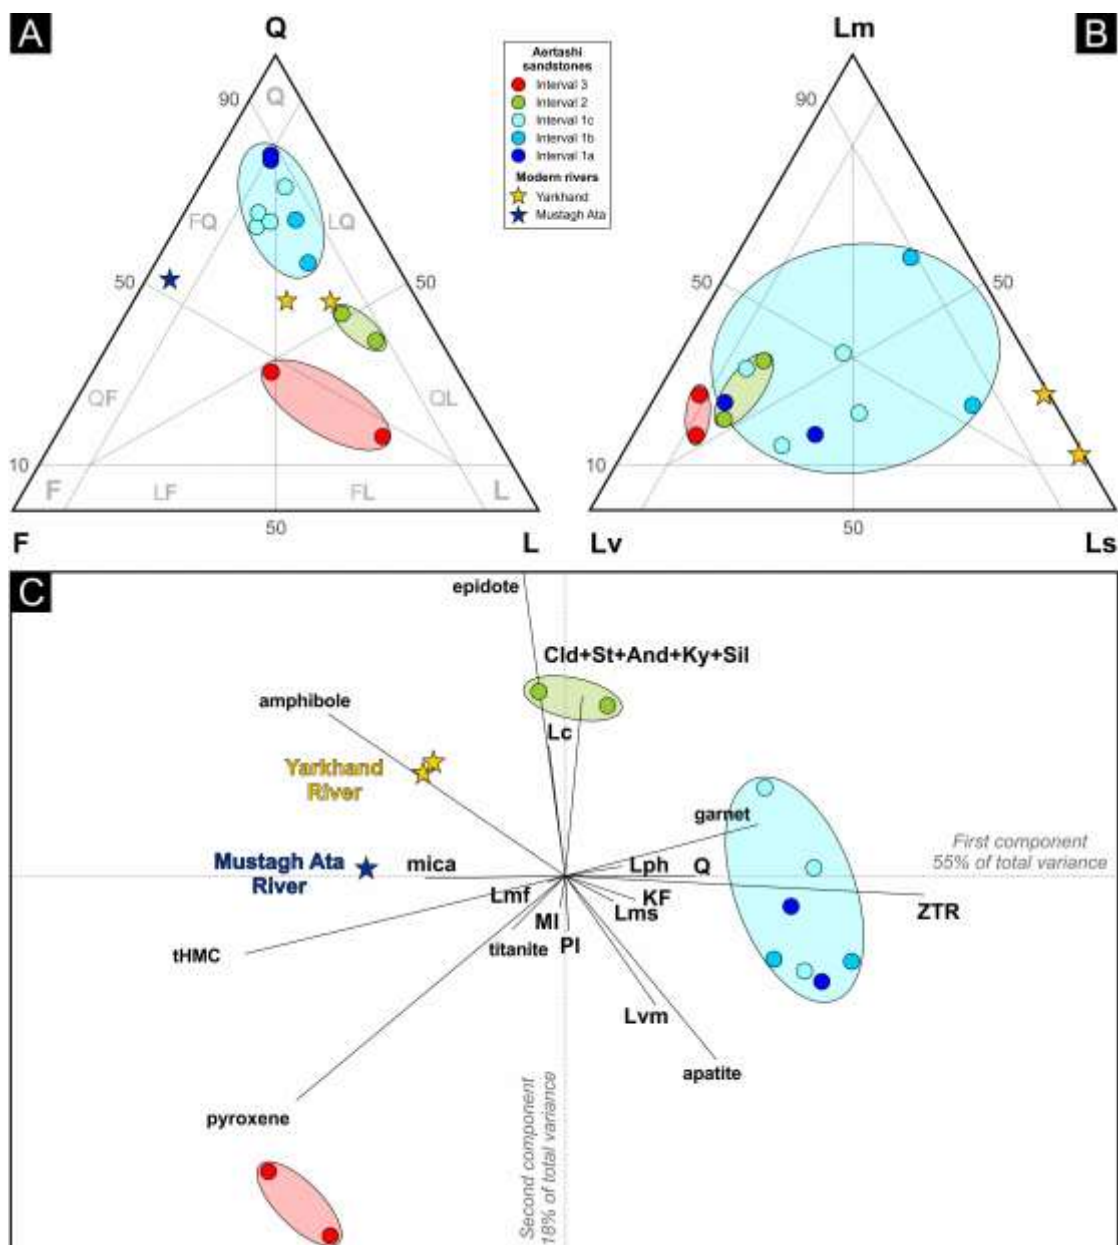 A
Q
90
Q
FQ
LQ
50
50
QF
QL
10
F
LF
FL
L
50
F
L
Aertashi
sandstones
Interval 3
Interval 2
Interval 1c
Interval 1b
Interval 1a
Modern rivers
Yarkhand
Mustagh Ata
B
Lm
90
50
50
10
50
Lv
Ls
C
epidote
Cld+St+And+Ky+Sil
amphibole
Lc
Yarkhand
River
garnet
First component
55% of total variance
Mustagh Ata
River
mica
Lph
Q
Lmf
KF
Lms
ZTR
MI
PI
titanite
tHMC
Lvm
apatite
pyroxene
Second component
18% of total variance